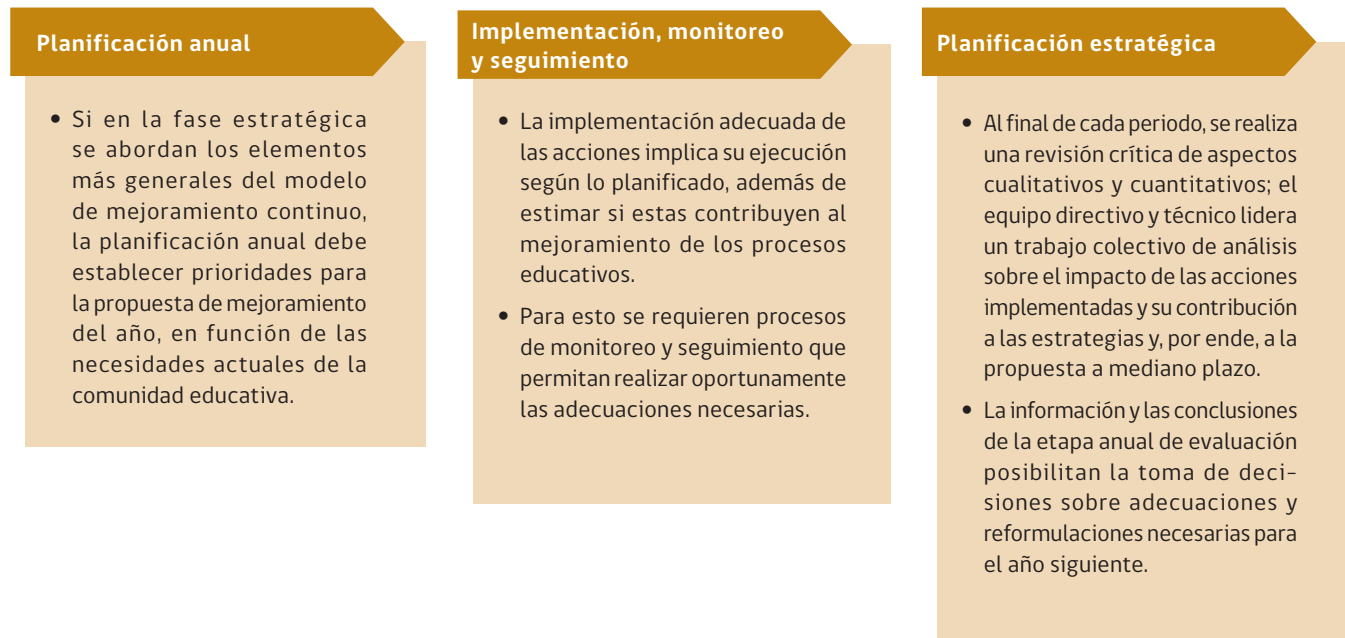 Planificación anual
• Si en la fase estratégica
se abordan los elementos
más generales del modelo
de mejoramiento continuo,
la planificación anual debe
establecer prioridades para
la propuesta de mejoramiento
del año, en función de las
necesidades actuales de la
comunidad educativa.
Implementación, monitoreo
y seguimiento
• La implementación adecuada de
las acciones implica su ejecución
según lo planificado, además de
estimar si estas contribuyen al
mejoramiento de los procesos
educativos.
• Para esto se requieren procesos
de monitoreo y seguimiento que
permitan realizar oportunamente
las adecuaciones necesarias.
Planificación estratégica
• Al final de cada periodo, se realiza
una revisión crítica de aspectos
cualitativos y cuantitativos; el
equipo directivo y técnico lidera
un trabajo colectivo de análisis
sobre el impacto de las acciones
implementadas y su contribución
a las estrategias y, por ende, a la
propuesta a mediano plazo.
• La información y las conclusiones
de la etapa anual de evaluación
posibilitan la toma de deci-
siones sobre adecuaciones y
reformulaciones necesarias para
el año siguiente.